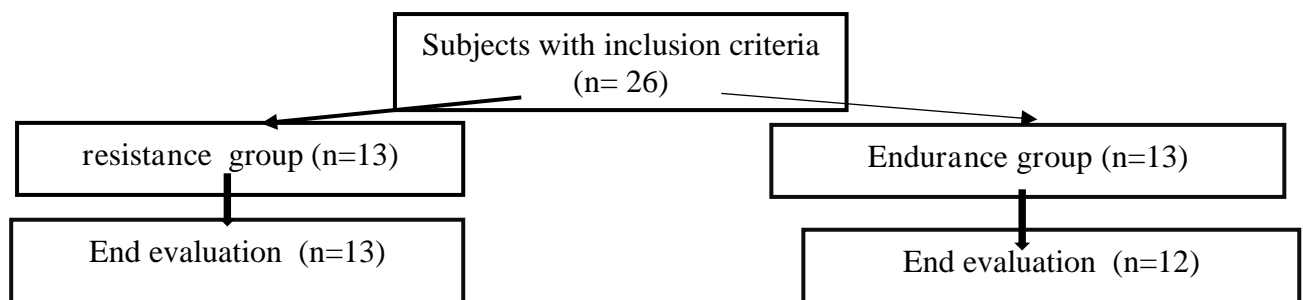 Subjects with inclusion criteria
(n= 26)
resistance group (n=13)
Endurance group (n=13)
End evaluation (n=13)
End evaluation (n=12)